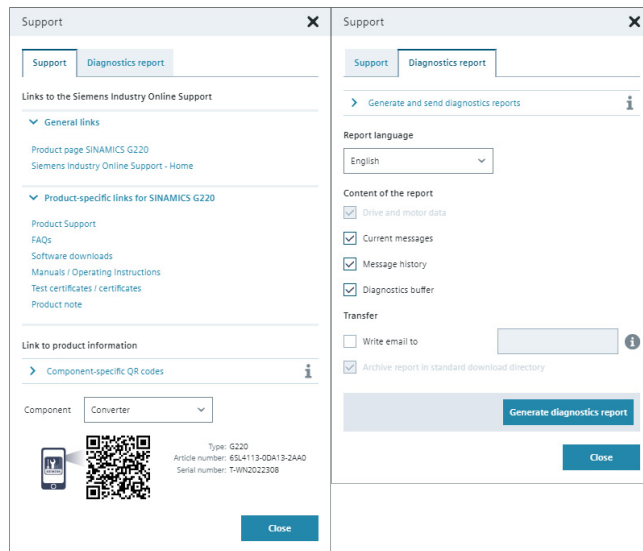 Support
Support
Diagnostics report
Links to the Siemens Industry Online Support
General links
Product page SINAMICS G220
Siemens Industry Online Support - Home
Product-specific links for SINAMICS G220
Product Support
FAQs
Software downloads
Manuals / Operating Instructions
Test certificates / certificates
Product note
Link to product information
Component-specific QR codes
Component
Converter
Type: G220
Article number: 6SL4113-0DA13-2AA0
Serial number: T-WN2022308
Close
Support
Support
Diagnostics report
Generate and send diagnostics reports
Report language
English
Content of the report
Drive and motor data
Current messages
Message history
Diagnostics buffer
Transfer
Write email to
Archive report in standard download directory
Generate diagnostics report
Close